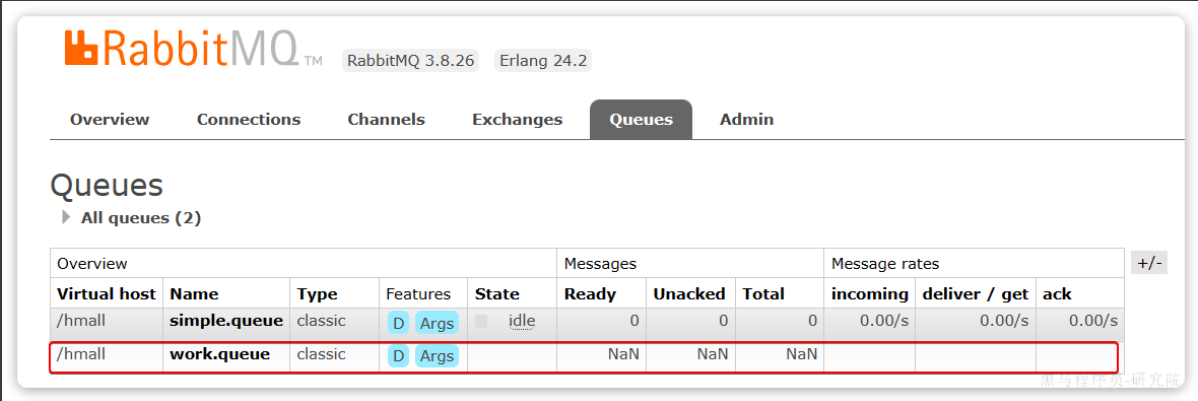 RabbitMQ TM RabbitMQ 3.8.26 Erlang 24.2
Overview Connections Channels Exchanges Queues Admin
Queues
All queues (2)
Overview Messages Message rates +/-
Virtual host Name Type Features State Ready Unacked Total incoming deliver / get ack
/hmall simple.queue classic D Args idle 0 0 0 0.00/s 0.00/s 0.00/s
/hmall work.queue classic D Args NaN NaN NaN
黑马程序员-研究院